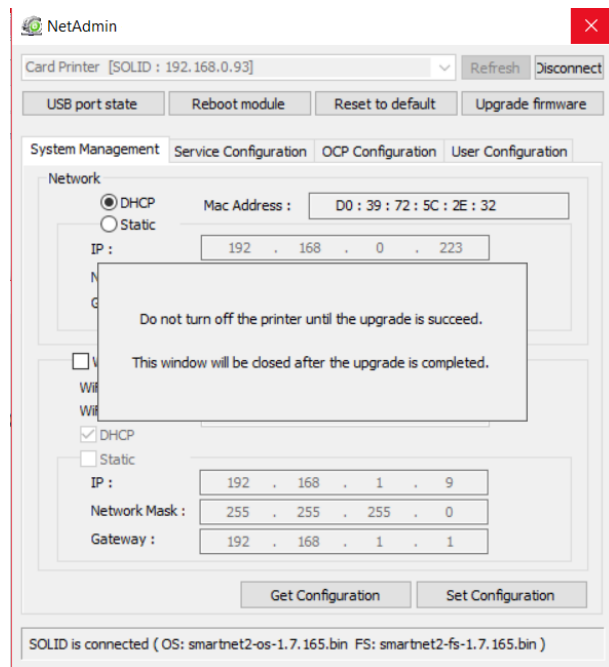 NetAdmin
Card Printer [SOLID : 192.168.0.93] Refresh Disconnect
USB port state Reboot module Reset to default Upgrade firmware
System Management Service Configuration OCP Configuration User Configuration
Network
DHCP Mac Address : D0 : 39 : 72 : 5C : 2E : 32
Static
IP : 192 . 168 . 0 . 223
Do not turn off the printer until the upgrade is succeed.
This window will be closed after the upgrade is completed.
DHCP
Static
IP : 192 . 168 . 1 . 9
Network Mask : 255 . 255 . 255 . 0
Gateway : 192 . 168 . 1 . 1
Get Configuration Set Configuration
SOLID is connected ( OS: smartnet2-os-1.7.165.bin FS: smartnet2-fs-1.7.165.bin )